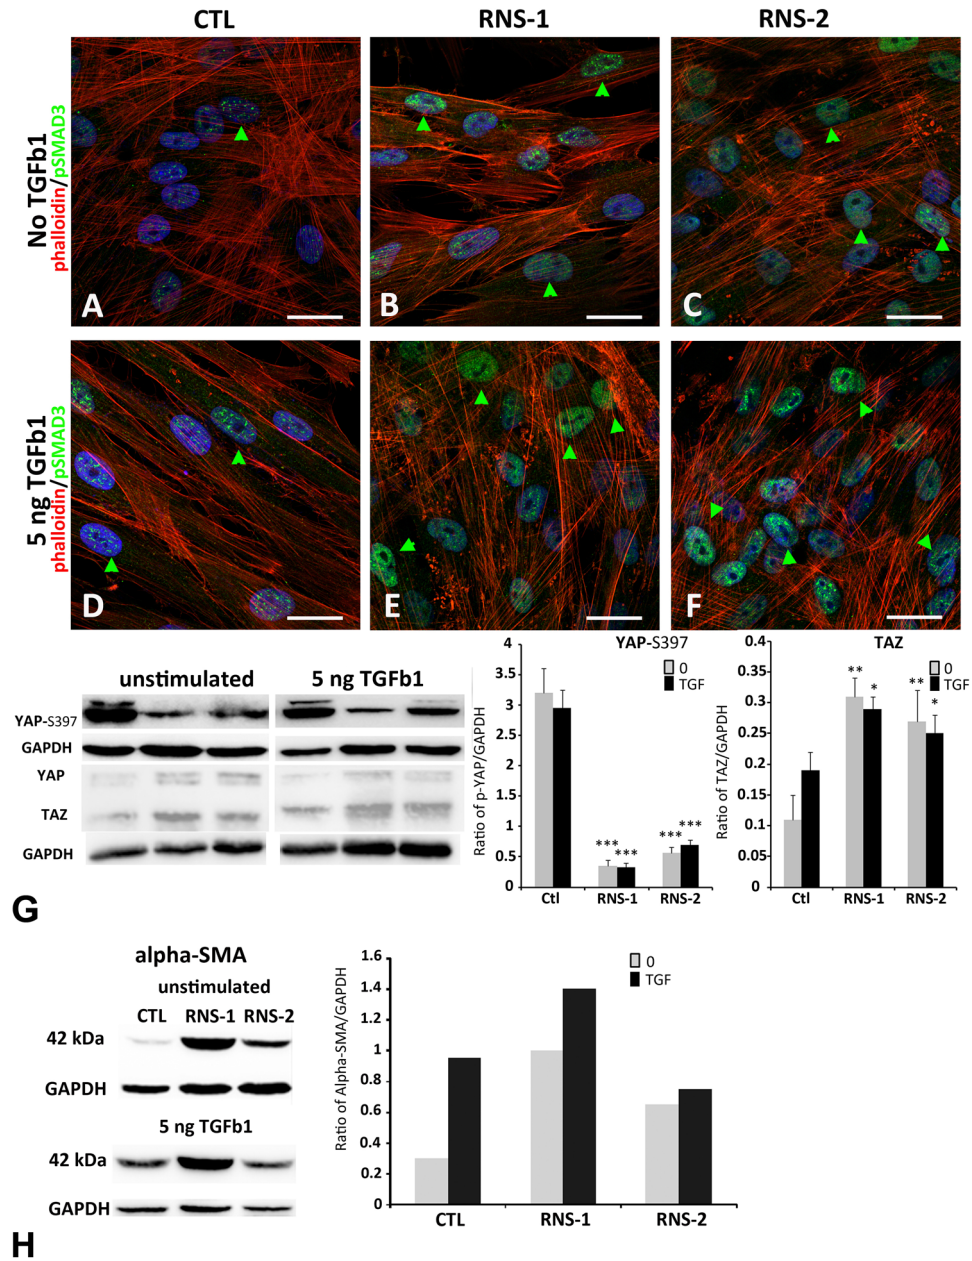 CTL RNS-1 RNS-2
No TGFb1
phalloidin/pSMAD3
A B C
5 ng TGFb1
phalloidin/pSMAD3
D E F
unstimulated 5 ng TGFb1
YAP-S397
GAPDH
YAP
TAZ
GAPDH
G
YAP-S397
0
TGF
Ratio of p-YAP/GAPDH
4
3.5
3
2.5
2
1.5
1
0.5
0
*** *** *** ***
Ctl RNS-1 RNS-2
TAZ
0
TGF
Ratio of TAZ/GAPDH
0.4
0.35
0.3
0.25
0.2
0.15
0.1
0.05
0
** * ** *
Ctl RNS-1 RNS-2
alpha-SMA
unstimulated
CTL RNS-1 RNS-2
42 kDa
GAPDH
5 ng TGFb1
42 kDa
GAPDH
H
0
TGF
Ratio of Alpha-SMA/GAPDH
1.6
1.4
1.2
1
0.8
0.6
0.4
0.2
0
CTL RNS-1 RNS-2